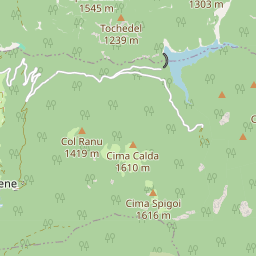 1545 m
Tochedel
1239 m
1303 m
Col Ranu
1419 m
Cima Calda
1610 m
ene
Cima Spigoi
1616 m